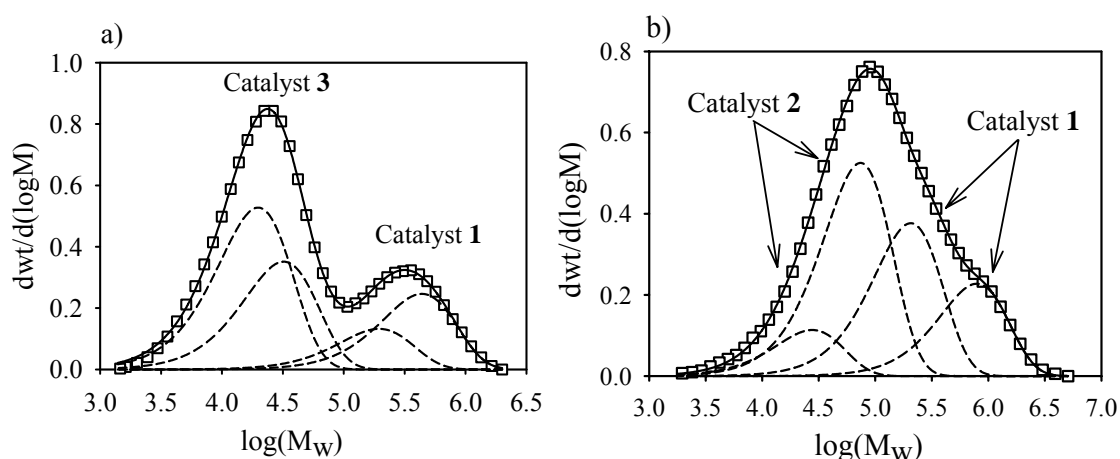 a)
1.0
0.8
0.6
0.4
0.2
0.0
dwt/d(logM)
Catalyst 3
Catalyst 1
3.0 3.5 4.0 4.5 5.0 5.5 6.0 6.5
log(MW)
b)
0.8
0.6
0.4
0.2
0.0
dwt/d(logM)
Catalyst 2
Catalyst 1
3.0 3.5 4.0 4.5 5.0 5.5 6.0 6.5 7.0
log(MW)